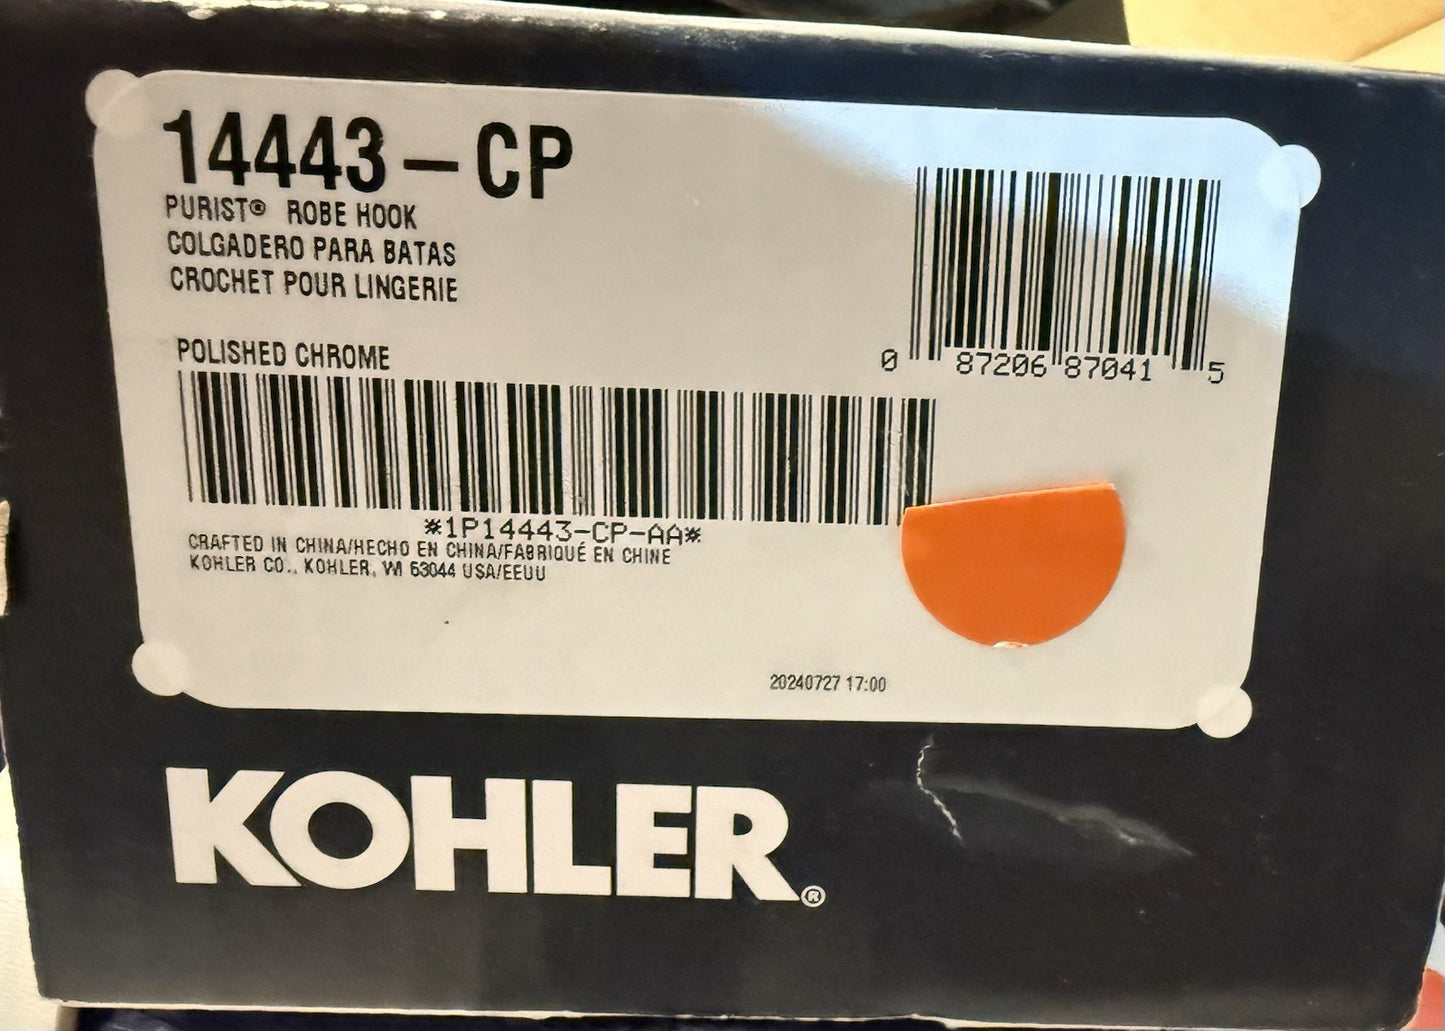 14443-CP
PURIST® ROBE HOOK
COLGADERO PARA BATAS
CROCHET POUR LINGERIE
POLISHED CHROME
0 87206 87041 5
*1P14443-CP-AA*
CRAFTED IN CHINA/HECHO EN CHINA/FABRIQUÉ EN CHINE
KOHLER CO., KOHLER, WI 53044 USA/EEUU
20240727 17:00
KOHLER®